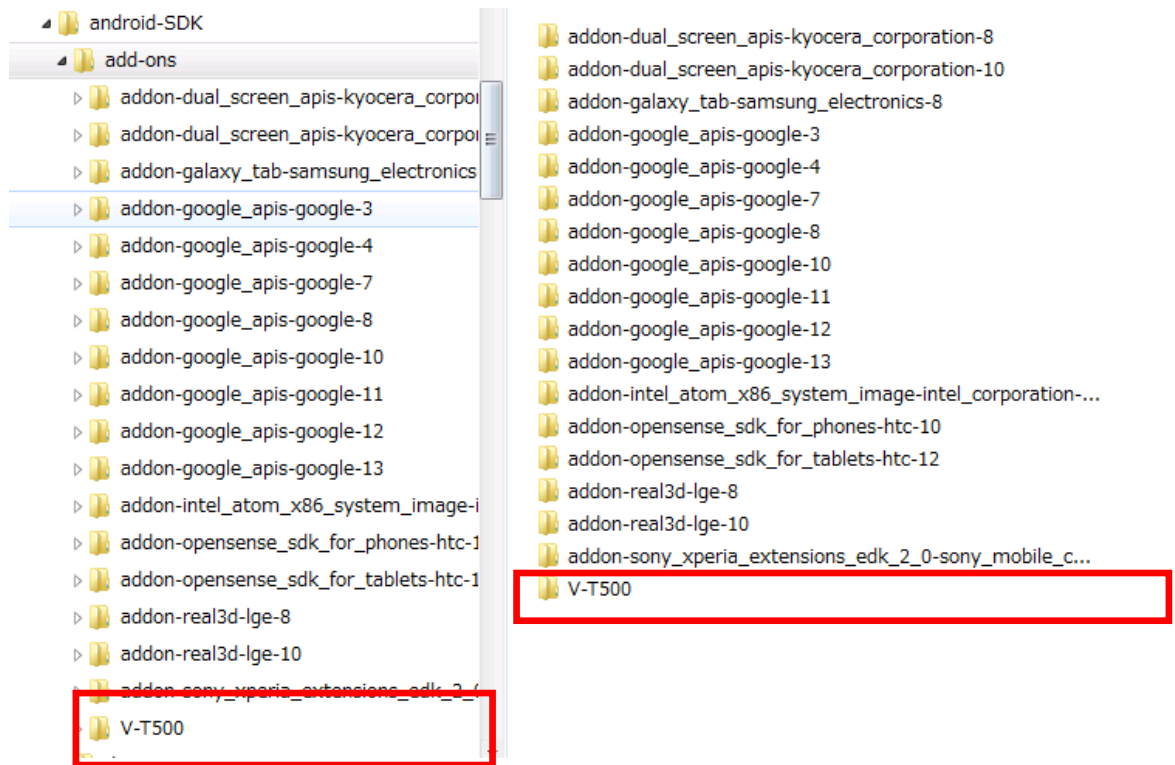 android-SDK
add-ons
addon-dual_screen_apis-kyocera_corpor
addon-dual_screen_apis-kyocera_corpor
addon-galaxy_tab-samsung_electronics
addon-google_apis-google-3
addon-google_apis-google-4
addon-google_apis-google-7
addon-google_apis-google-8
addon-google_apis-google-10
addon-google_apis-google-11
addon-google_apis-google-12
addon-google_apis-google-13
addon-intel_atom_x86_system_image-i
addon-opensense_sdk_for_phones-htc-1
addon-opensense_sdk_for_tablets-htc-1
addon-real3d-lge-8
addon-real3d-lge-10
addon-sony_xperia_extensions_edk_2_0
V-T500
addon-dual_screen_apis-kyocera_corporation-8
addon-dual_screen_apis-kyocera_corporation-10
addon-galaxy_tab-samsung_electronics-8
addon-google_apis-google-3
addon-google_apis-google-4
addon-google_apis-google-7
addon-google_apis-google-8
addon-google_apis-google-10
addon-google_apis-google-11
addon-google_apis-google-12
addon-google_apis-google-13
addon-intel_atom_x86_system_image-intel_corporation-...
addon-opensense_sdk_for_phones-htc-10
addon-opensense_sdk_for_tablets-htc-12
addon-real3d-lge-8
addon-real3d-lge-10
addon-sony_xperia_extensions_edk_2_0-sony_mobile_c...
V-T500